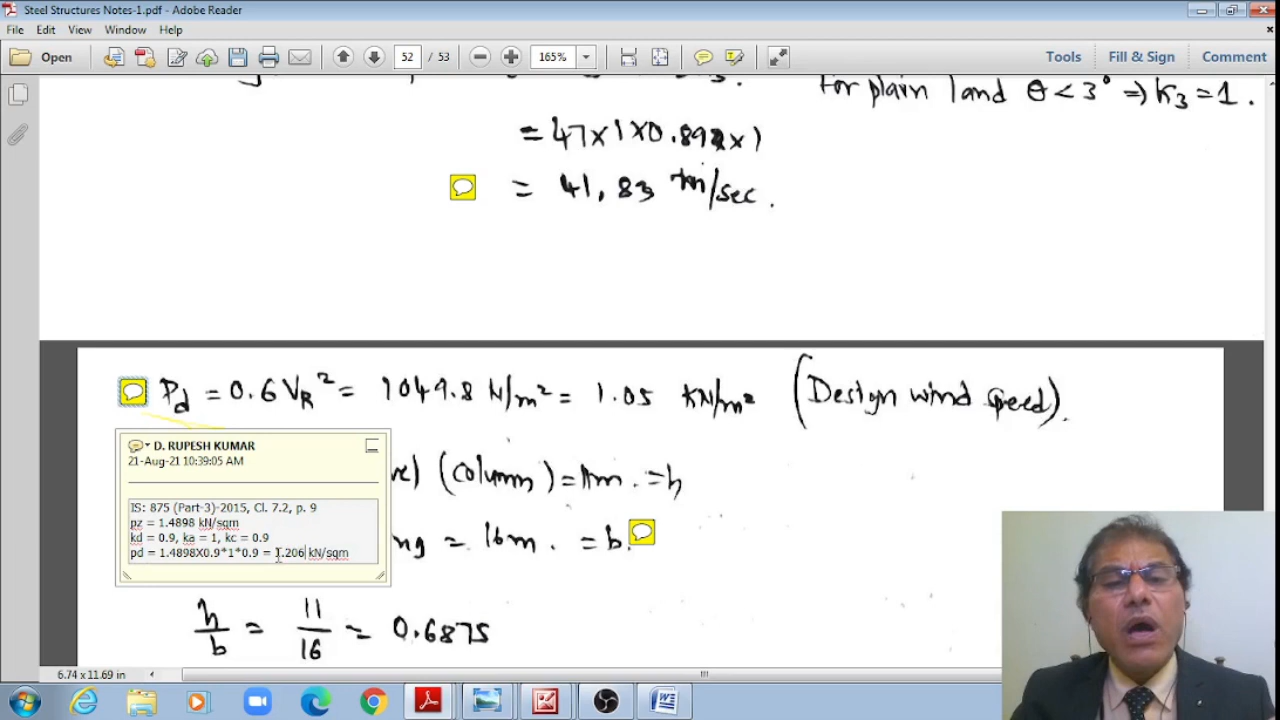 Steel Structures Notes-1.pdf - Adobe Reader
File Edit View Window Help
Open 52 / 53 165% Tools Fill & Sign Comment
For plain land θ < 3° => K3 = 1.
= 47x1x0.892x1
= 41.83 m/sec.
Pd = 0.6 VR² = 1049.8 N/m² = 1.05 KN/m² (Design wind speed).
D. RUPESH KUMAR
21-Aug-21 10:39:05 AM
(column) = 11m. = h
IS: 875 (Part-3)-2015, Cl. 7.2, p. 9
pz = 1.4898 kN/sqm
kd = 0.9, ka = 1, kc = 0.9
pd = 1.4898X0.9*1*0.9 = 1.206 kN/sqm
ng = 16m. = b.
h/b = 11/16 = 0.6875
6.74 x 11.69 in